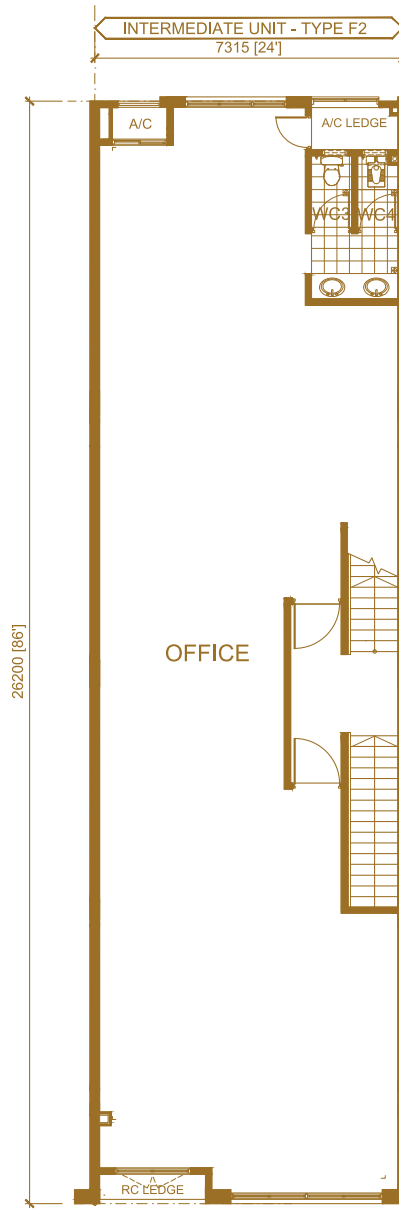 INTERMEDIATE UNIT - TYPE F2
7315 [24']
A/C
A/C LEDGE
WC3
WC4
26200 [86']
OFFICE
RC LEDGE